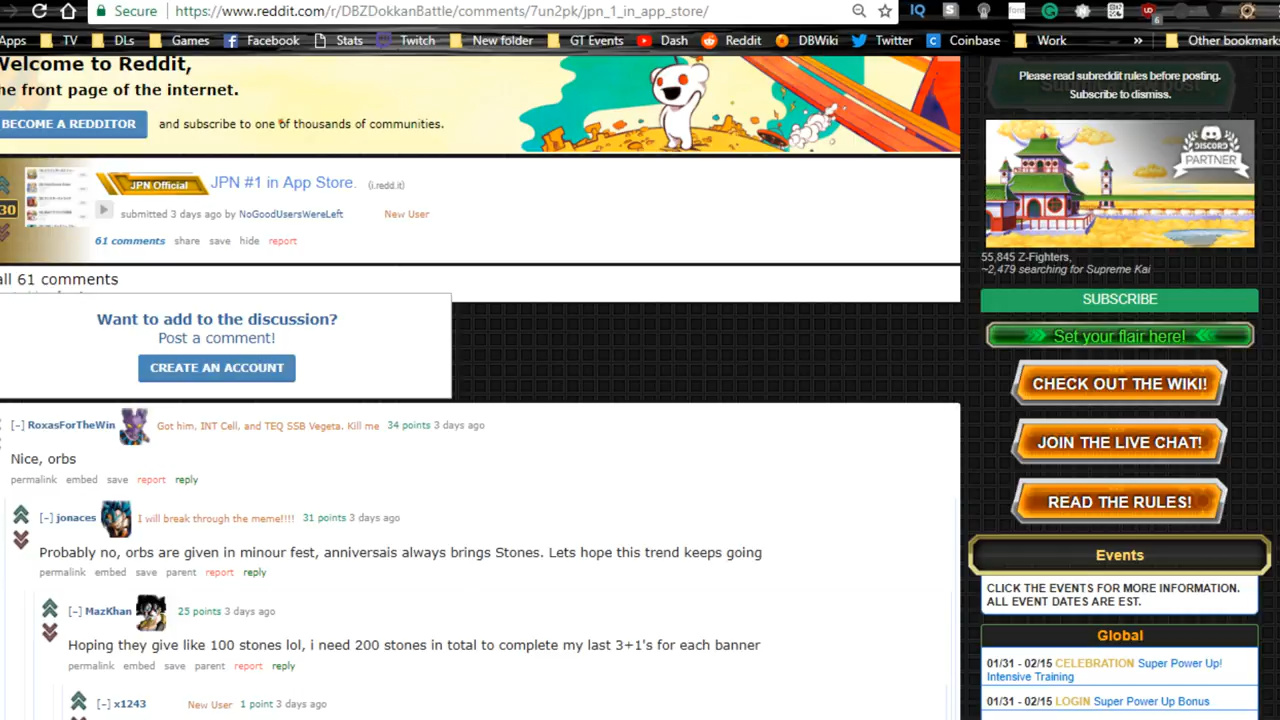 Secure https://www.reddit.com/r/DBZDokkanBattle/comments/7un2pk/jpn_1_in_app_store/
Apps TV DLs Games Facebook Stats Twitch New folder GT Events Dash Reddit DBWiki Twitter Coinbase Work » Other bookmarks
Welcome to Reddit,
the front page of the internet.
BECOME A REDDITOR and subscribe to one of thousands of communities.
JPN Official JPN #1 in App Store. (i.redd.it)
30
submitted 3 days ago by NoGoodUsersWereLeft New User
61 comments share save hide report
all 61 comments
Want to add to the discussion?
Post a comment!
CREATE AN ACCOUNT
[-] RoxasForTheWin Got him, INT Cell, and TEQ SSB Vegeta. Kill me 34 points 3 days ago
Nice, orbs
permalink embed save report reply
[-] jonaces I will break through the meme!!!! 31 points 3 days ago
Probably no, orbs are given in minour fest, anniversais always brings Stones. Lets hope this trend keeps going
permalink embed save parent report reply
[-] MazKhan 25 points 3 days ago
Hoping they give like 100 stones lol, i need 200 stones in total to complete my last 3+1's for each banner
permalink embed save parent report reply
[-] x1243 New User 1 point 3 days ago
Please read subreddit rules before posting.
Subscribe to dismiss.
DISCORD
PARTNER
55,845 Z-Fighters,
~2,479 searching for Supreme Kai
SUBSCRIBE
Set your flair here!
CHECK OUT THE WIKI!
JOIN THE LIVE CHAT!
READ THE RULES!
Events
CLICK THE EVENTS FOR MORE INFORMATION.
ALL EVENT DATES ARE EST.
Global
01/31 - 02/15 CELEBRATION Super Power Up!
Intensive Training
01/31 - 02/15 LOGIN Super Power Up Bonus